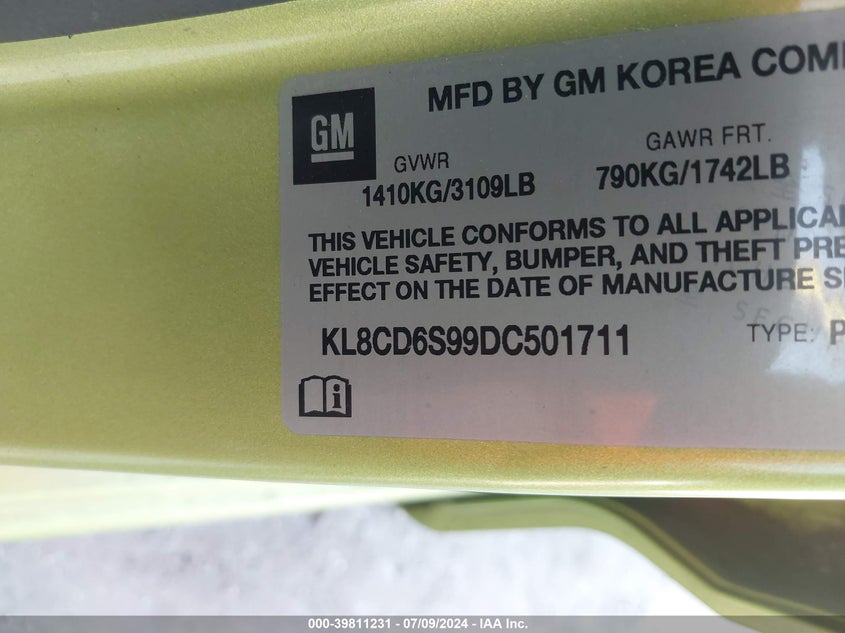 MFD BY GM KOREA COM
GM
GVWR
GAWR FRT.
1410KG/3109LB
790KG/1742LB
THIS VEHICLE CONFORMS TO ALL APPLICA
VEHICLE SAFETY, BUMPER, AND THEFT PRE
EFFECT ON THE DATE OF MANUFACTURE S
KL8CD6S99DC501711
TYPE: P
000-39811231 - 07/09/2024 - IAA Inc.